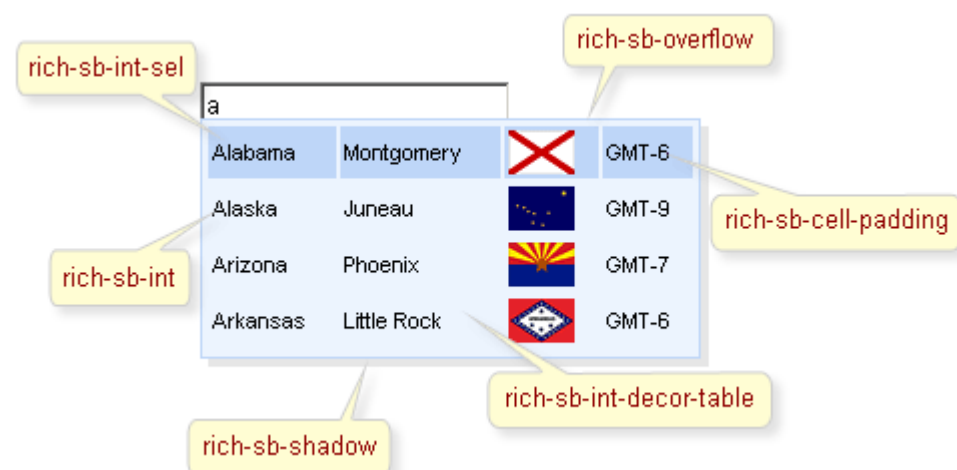 rich-sb-overflow
rich-sb-int-sel
a
Alabama Montgomery GMT-6
Alaska Juneau GMT-9
rich-sb-cell-padding
Arizona Phoenix GMT-7
rich-sb-int
Arkansas Little Rock GMT-6
rich-sb-int-decor-table
rich-sb-shadow